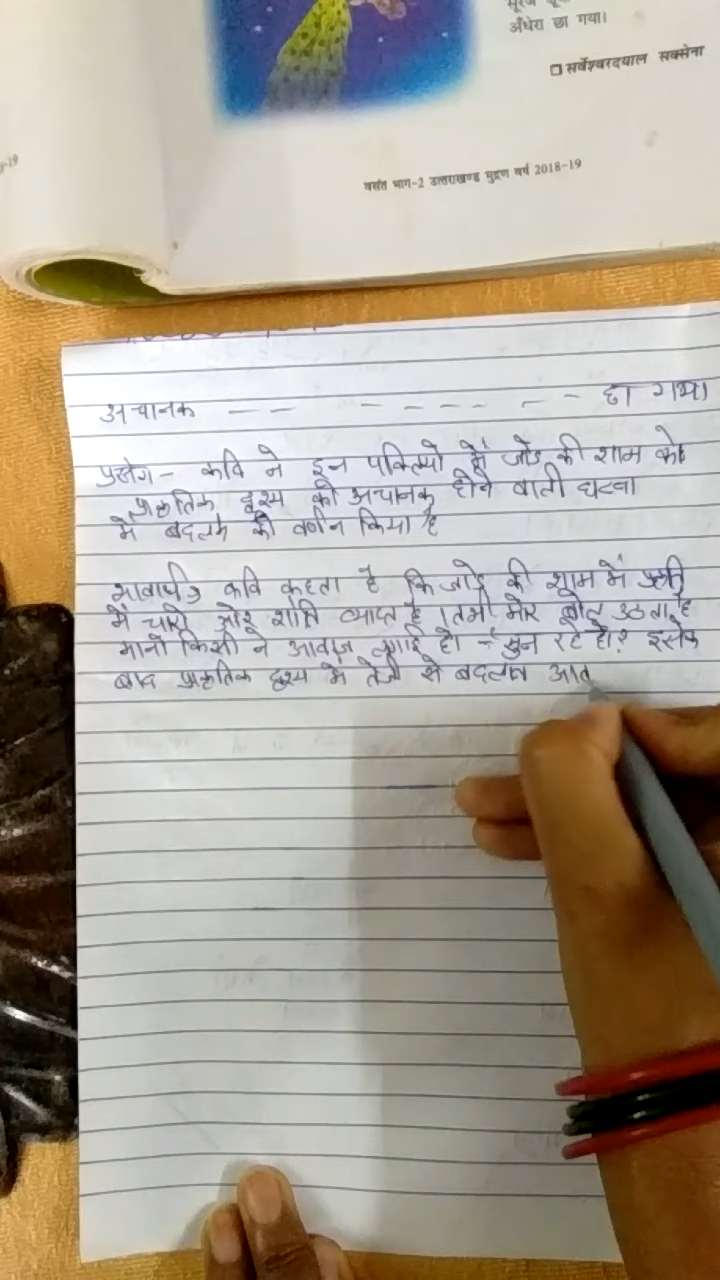 अँधेरा छा गया।
सर्वेश्वरदयाल सक्सेना
वसंत भाग-2 उत्तराखण्ड मुद्रण वर्ष 2018-19
अचानक -- -- - - - -- - - - छा गया।
प्रसंग - कवि ने इन पंक्तियो में जाड़े की शाम को
प्राकृतिक दृश्य को अचानक होने वाली घटना
में बदलने का वर्णन किया है
भावार्थ कवि कहता है कि जाड़े की शाम में
में चारो ओर शांति व्याप्त है। तभी मोर बोल उठता है
मानो किसी ने आवाज लगाई हो - 'सुन रहे हो? इसके
बाद प्राकृतिक दृश्य मे तेजी से बदलाव आत